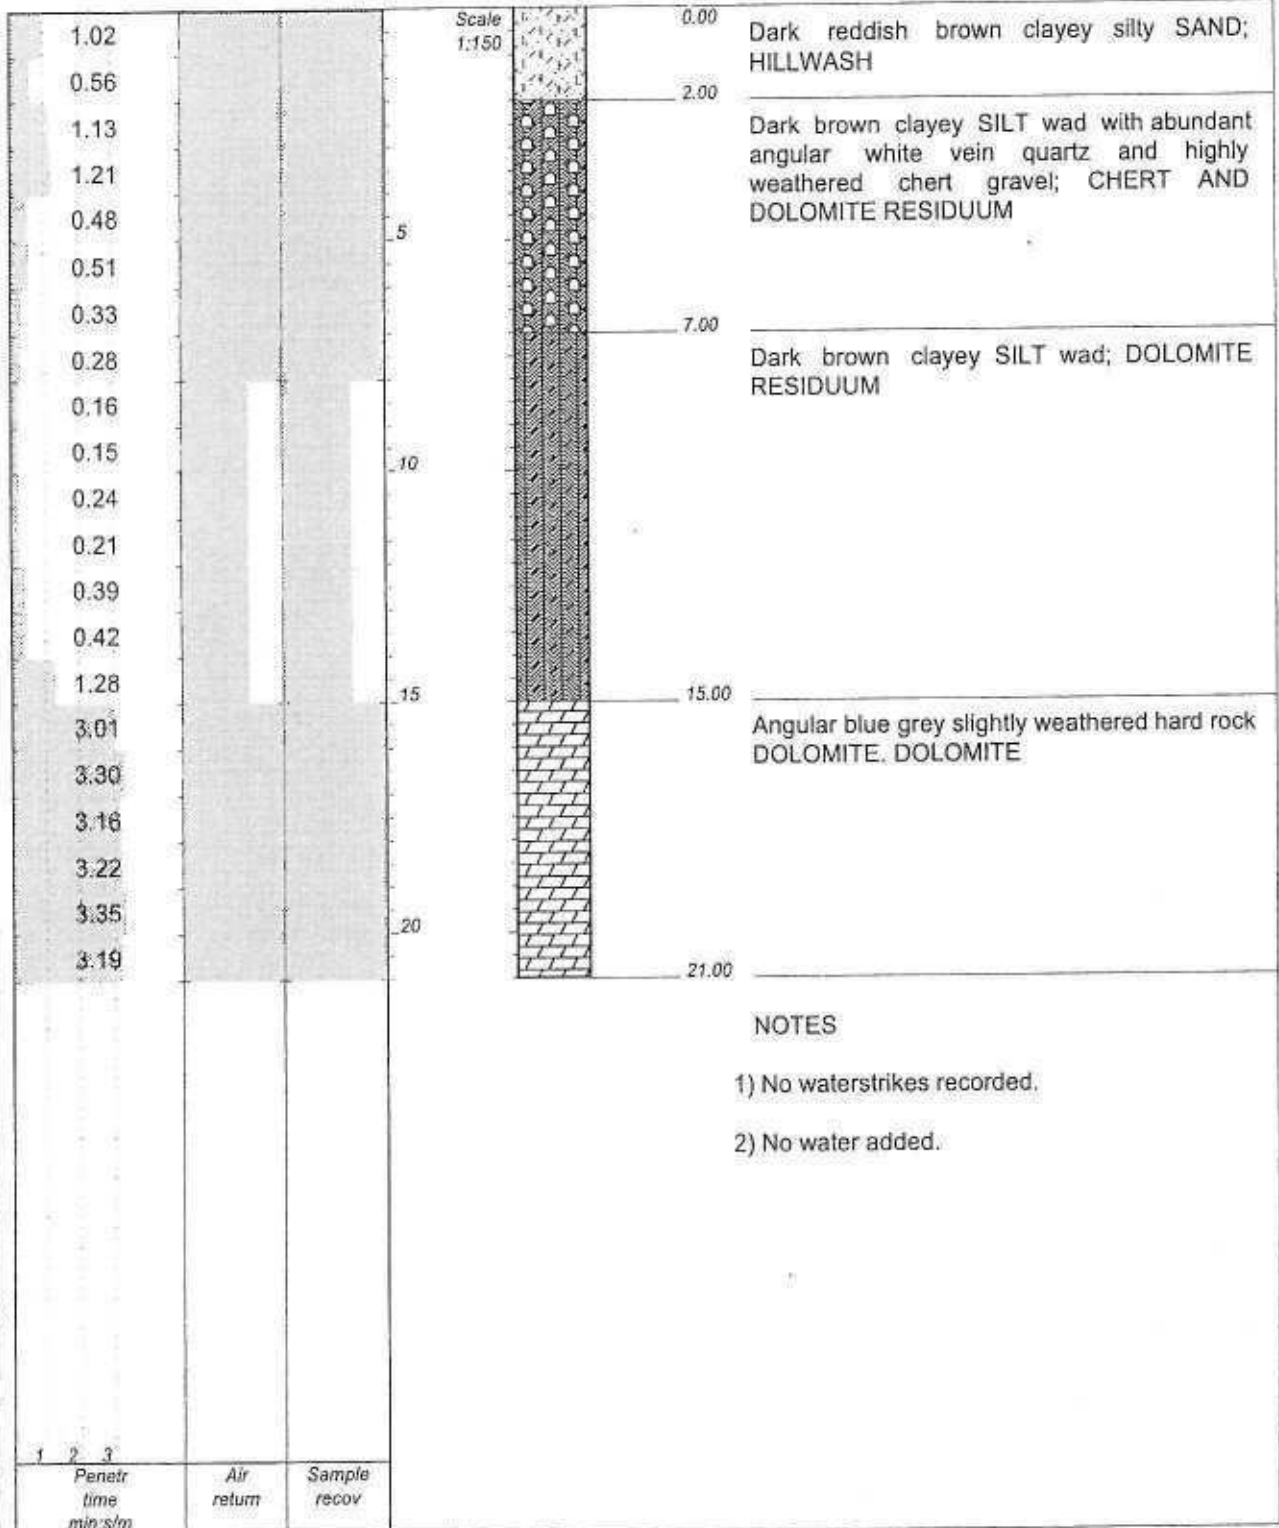 1.02
0.56
1.13
1.21
0.48
0.51
0.33
0.28
0.16
0.15
0.24
0.21
0.39
0.42
1.28
3.01
3.30
3.16
3.22
3.35
3.19
1 2 3
Penetr
time
min:s/m
Air
return
Sample
recov
Scale
1:150
5
10
15
20
0.00
Dark reddish brown clayey silly SAND;
HILLWASH
2.00
Dark brown clayey SILT wad with abundant
angular white vein quartz and highly
weathered chert gravel; CHERT AND
DOLOMITE RESIDUUM
7.00
Dark brown clayey SILT wad; DOLOMITE
RESIDUUM
15.00
Angular blue grey slightly weathered hard rock
DOLOMITE. DOLOMITE
21.00
NOTES
1) No waterstrikes recorded.
2) No water added.